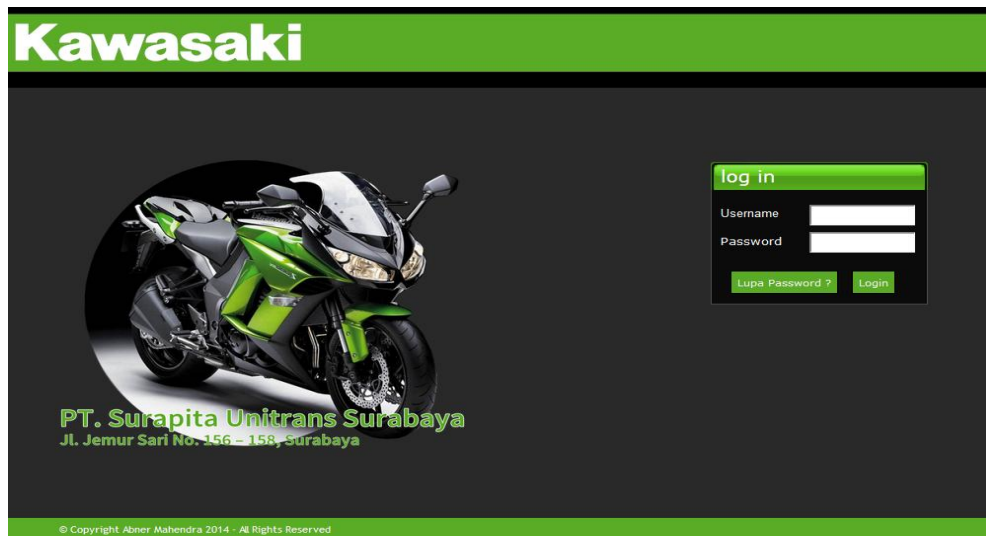 Kawasaki
log in
Username
Password
Lupa Password ?
Login
PT. Surapita Unitrans Surabaya
Jl. Jemur Sari No. 156 – 158, Surabaya
© Copyright Abner Mahendra 2014 - All Rights Reserved